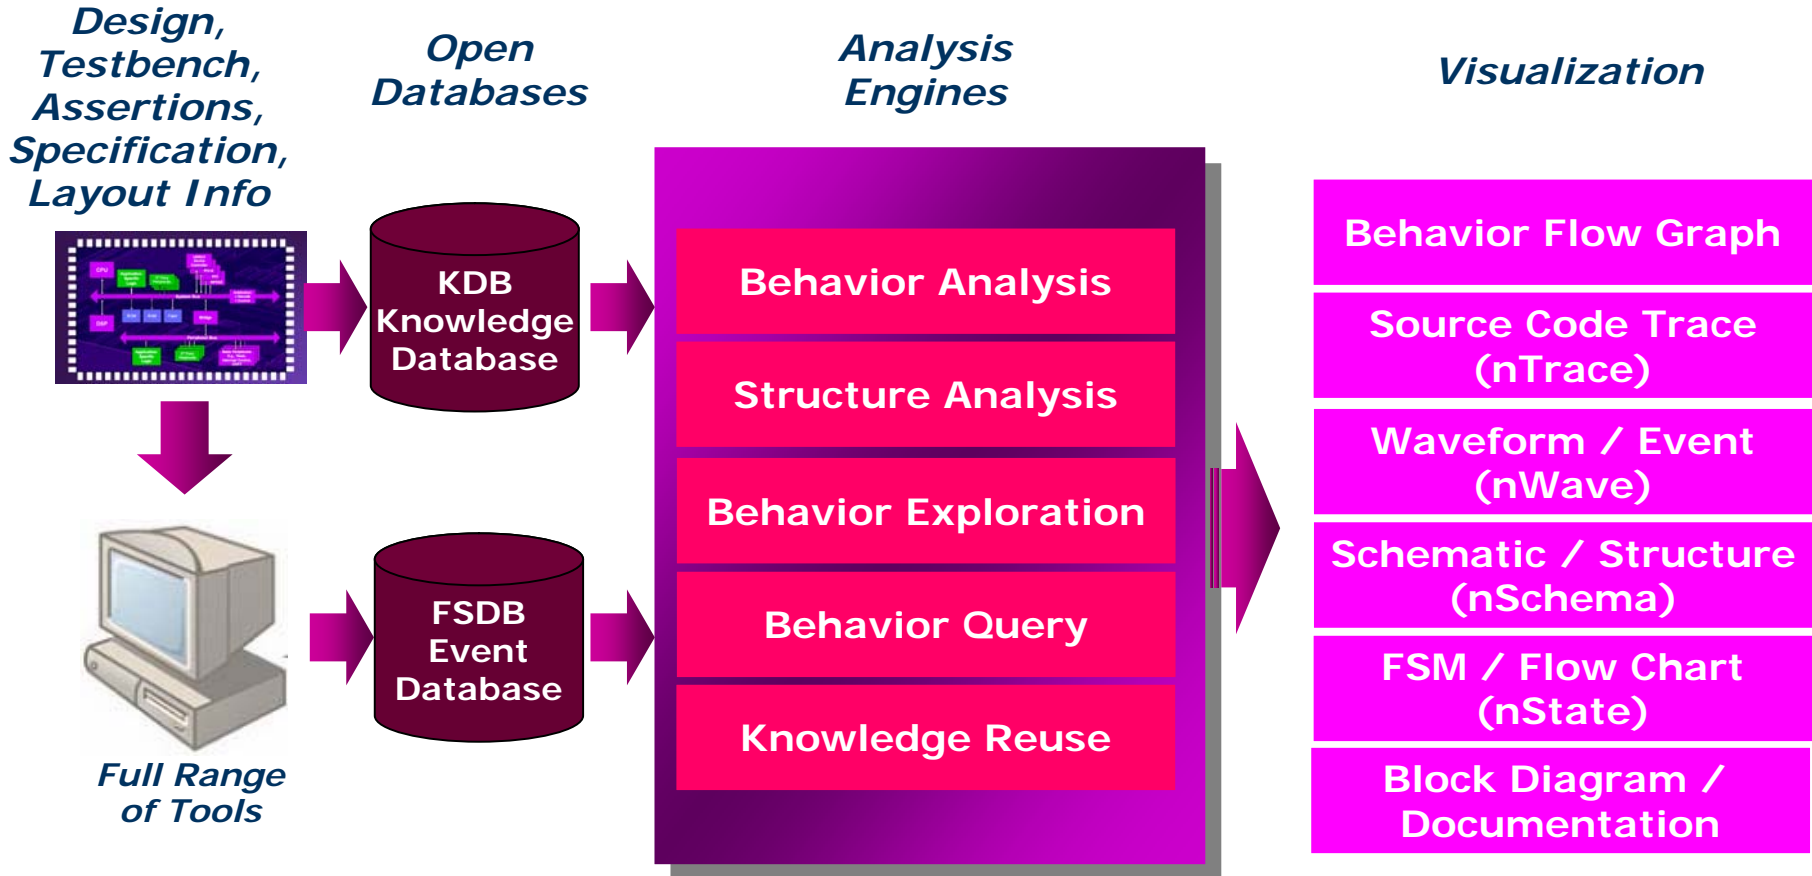 Design,
Testbench,
Assertions,
Specification,
Layout Info
Open
Databases
Analysis
Engines
Visualization
CPU
DSP
KDB
Knowledge
Database
Behavior Analysis
Structure Analysis
Behavior Exploration
Behavior Query
Knowledge Reuse
FSDB
Event
Database
Full Range
of Tools
Behavior Flow Graph
Source Code Trace
(nTrace)
Waveform / Event
(nWave)
Schematic / Structure
(nSchema)
FSM / Flow Chart
(nState)
Block Diagram /
Documentation